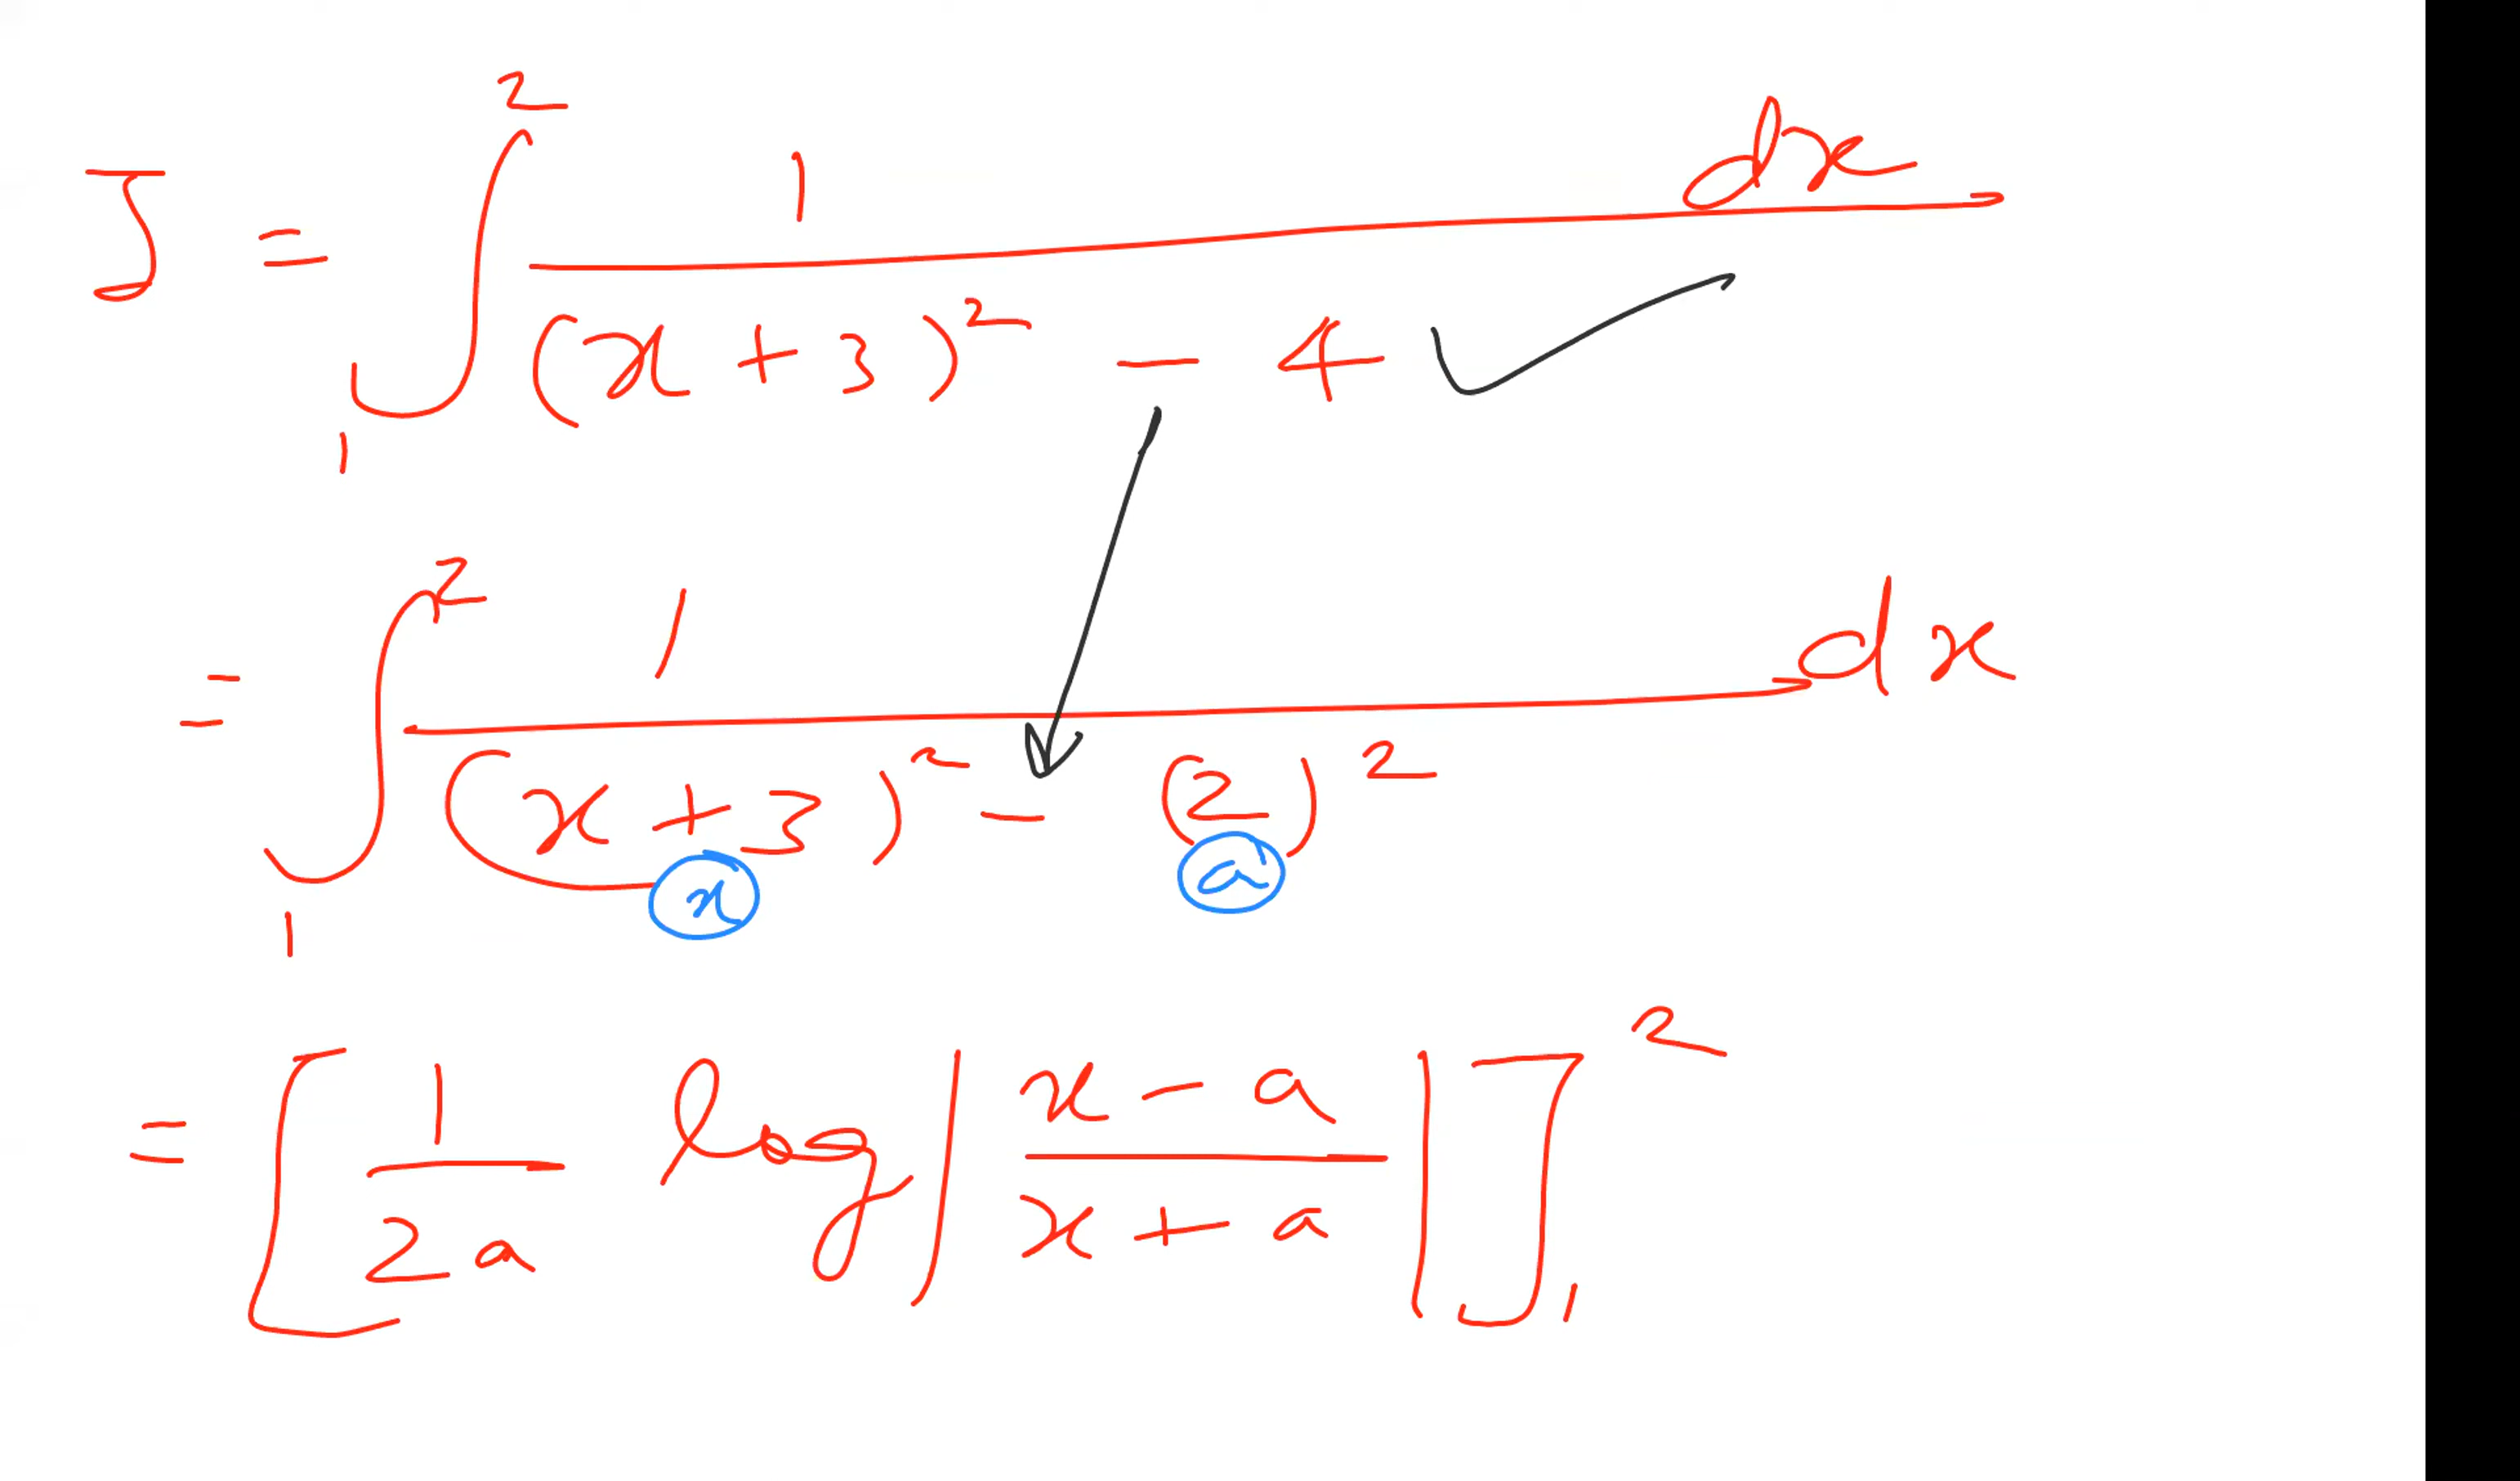 I = ∫₁² 1/((x + 3)² − 4) dx
= ∫₁² 1/((x + 3)² − (2)²) dx
x a
= [1/2a log |(x − a)/(x + a)|]₁²